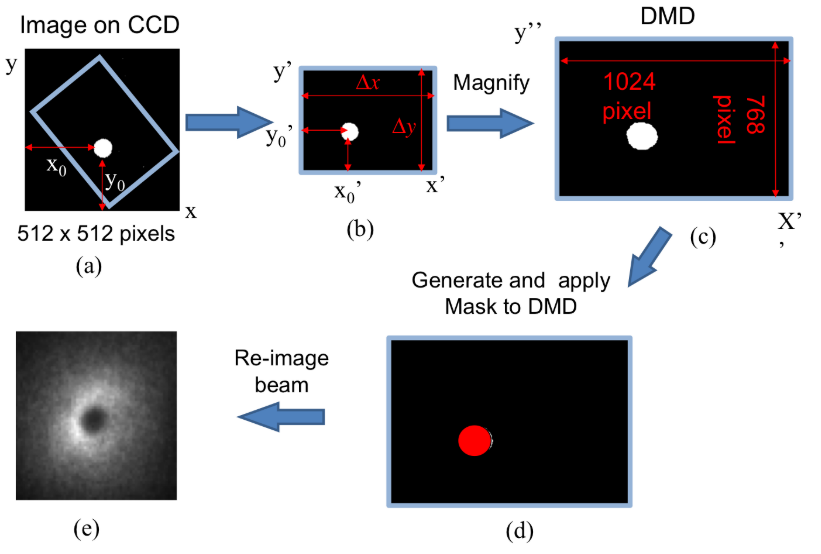 Image on CCD
y
x₀
y₀
x
512 x 512 pixels
(a)
y'
Δx
Δy
y₀'
x₀'
x'
(b)
Magnify
DMD
y''
1024
pixel
768
pixel
X'
'
(c)
Generate and apply
Mask to DMD
(d)
Re-image
beam
(e)